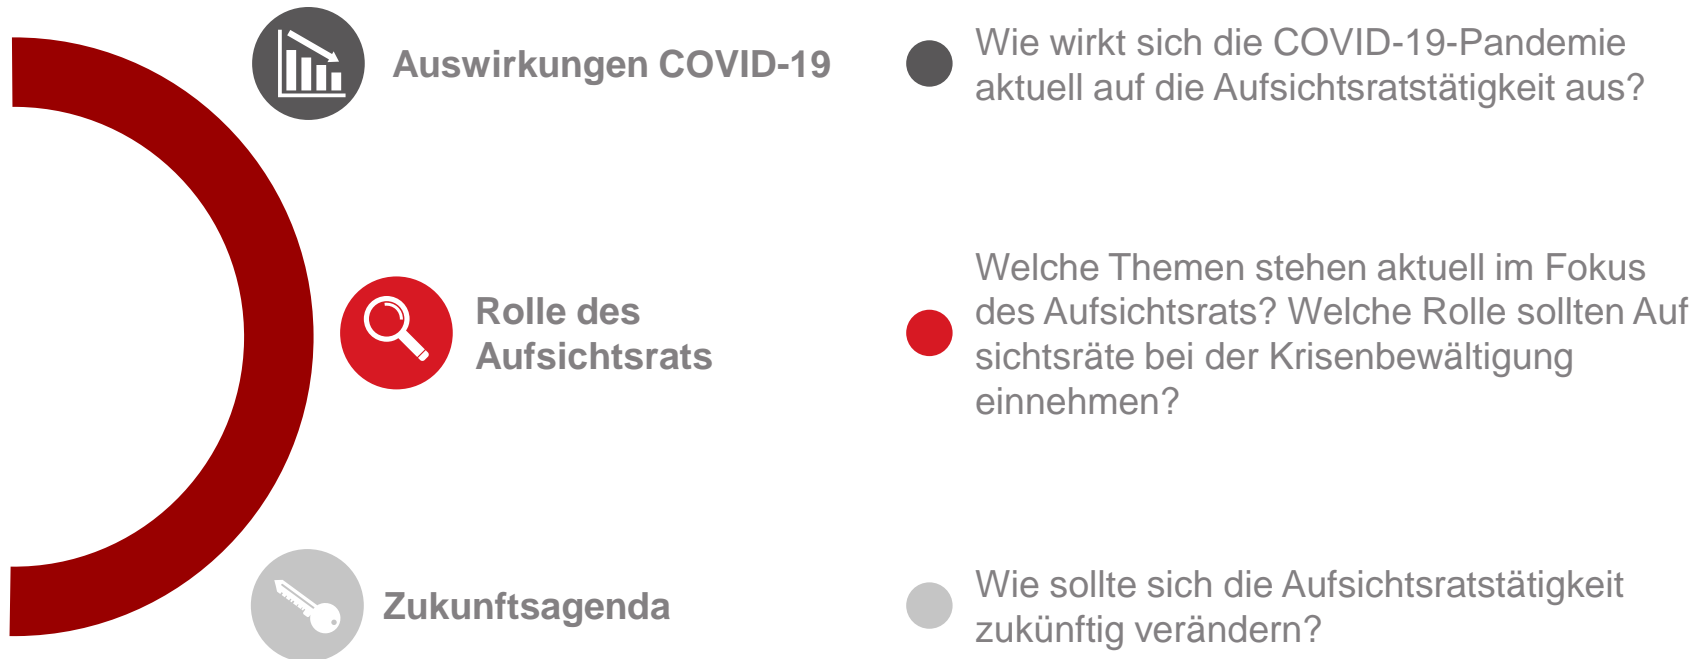 Auswirkungen COVID-19
Wie wirkt sich die COVID-19-Pandemie
aktuell auf die Aufsichtsratstätigkeit aus?
Rolle des
Aufsichtsrats
Welche Themen stehen aktuell im Fokus
des Aufsichtsrats? Welche Rolle sollten Auf
sichtsräte bei der Krisenbewältigung
einnehmen?
Zukunftsagenda
Wie sollte sich die Aufsichtsratstätigkeit
zukünftig verändern?